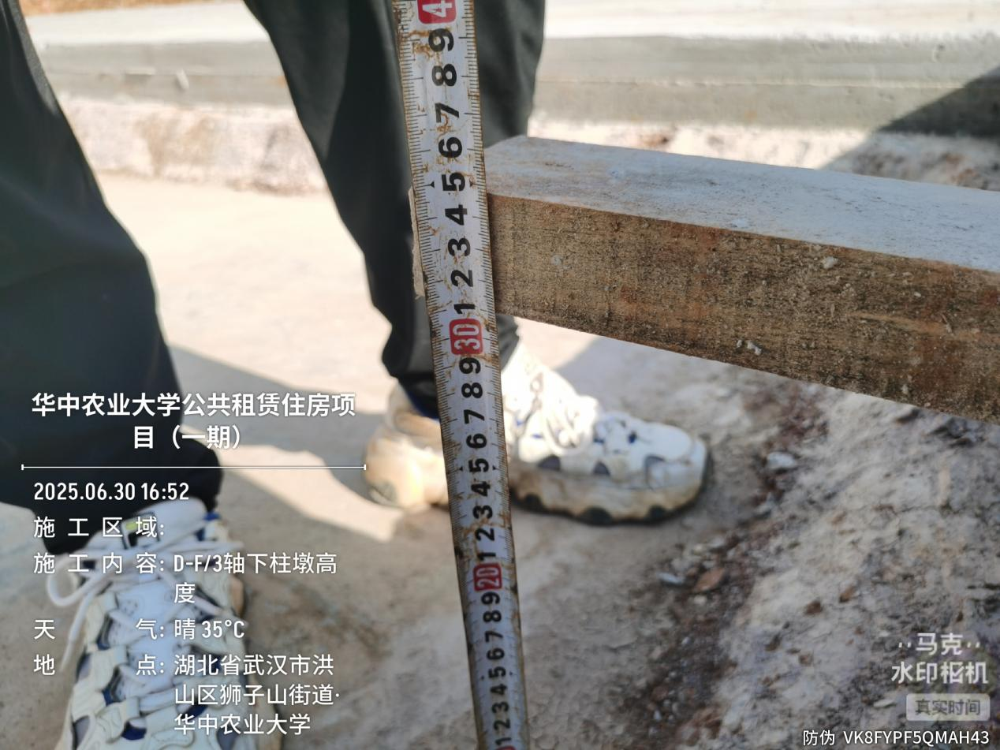 4
9
8
7
6
5
4
3
2
1
30
9
8
7
6
5
4
3
2
1
20
9
8
7
6
5
4
3
2
1
华中农业大学公共租赁住房项
目（一期）
2025.06.30 16:52
施工区域:
施工内容: D-F/3轴下柱墩高
度
天气: 晴 35°C
地点: 湖北省武汉市洪
山区狮子山街道·
华中农业大学
马克
水印相机
真实时间
防伪 VK8FYPF5QMAH43